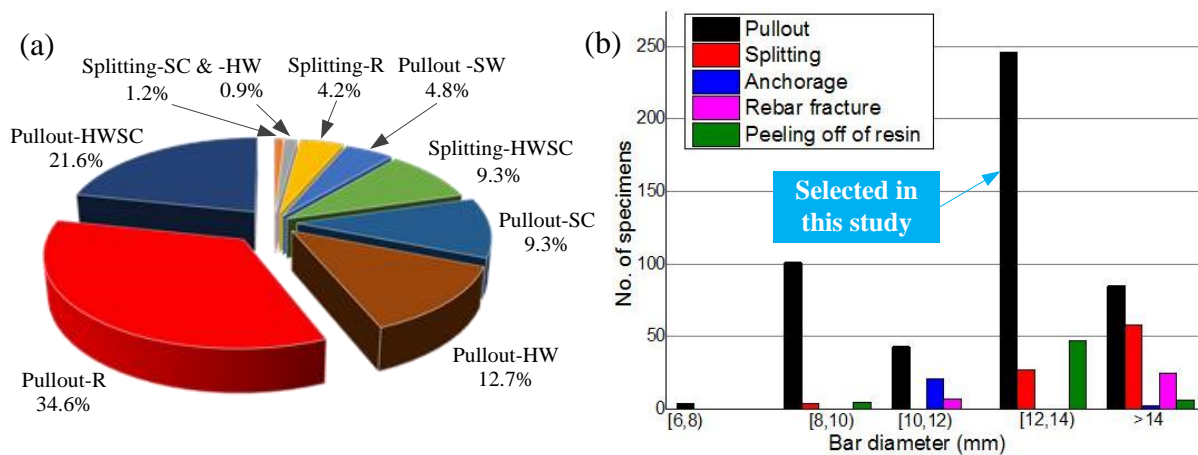 (a)
Splitting-SC & -HW
1.2%
0.9%
Splitting-R
4.2%
Pullout -SW
4.8%
Pullout-HWSC
21.6%
Splitting-HWSC
9.3%
Pullout-SC
9.3%
Pullout-HW
12.7%
Pullout-R
34.6%
(b)
Pullout
Splitting
Anchorage
Rebar fracture
Peeling off of resin
Selected in
this study
No. of specimens
250
200
150
100
50
0
[6,8)
[8,10)
[10,12)
[12,14)
>14
Bar diameter (mm)